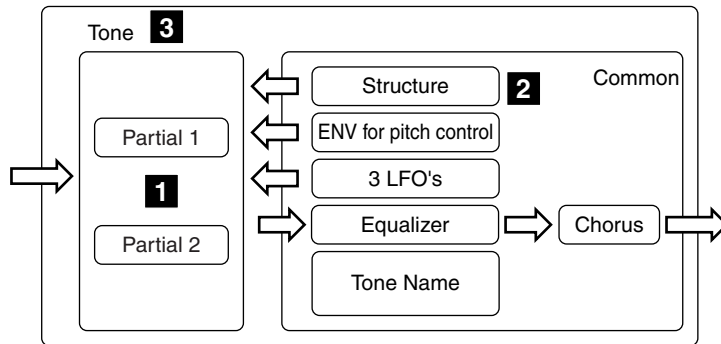 Tone 3
Structure
2
Common
Partial 1
ENV for pitch control
1
3 LFO's
Partial 2
Equalizer
Chorus
Tone Name